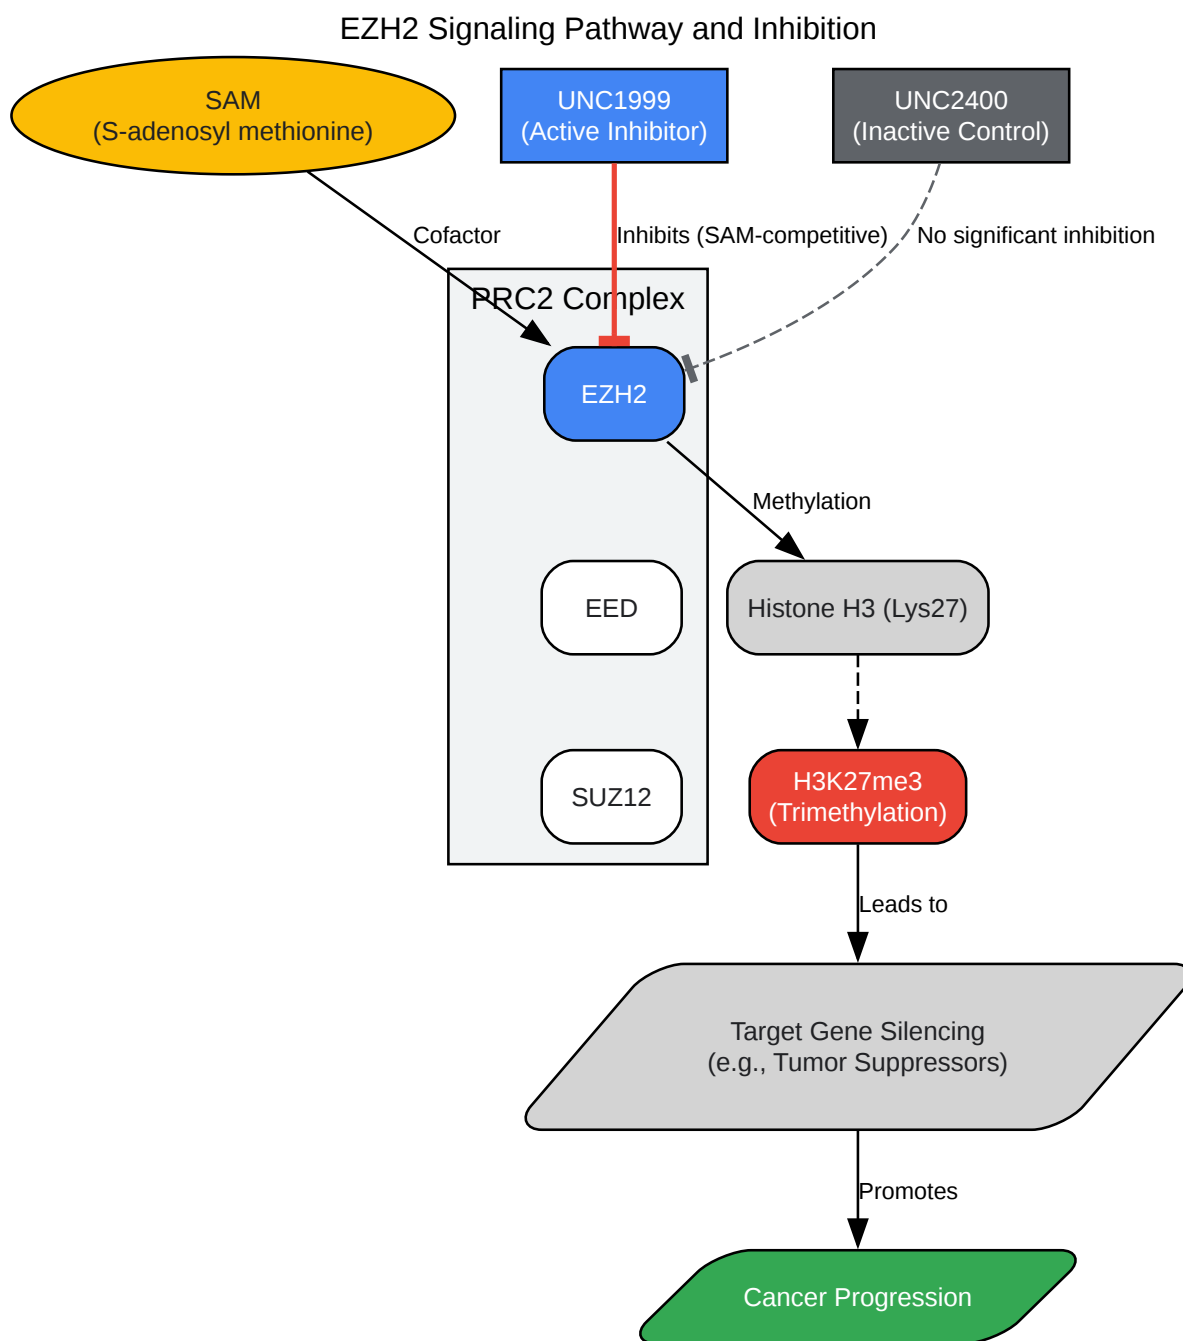 EZH2 Signaling Pathway and Inhibition
SAM
(S-adenosyl methionine)
UNC1999
(Active Inhibitor)
UNC2400
(Inactive Control)
Cofactor
Inhibits (SAM-competitive)
No significant inhibition
PRC2 Complex
EZH2
Methylation
EED
Histone H3 (Lys27)
SUZ12
H3K27me3
(Trimethylation)
Leads to
Target Gene Silencing
(e.g., Tumor Suppressors)
Promotes
Cancer Progression